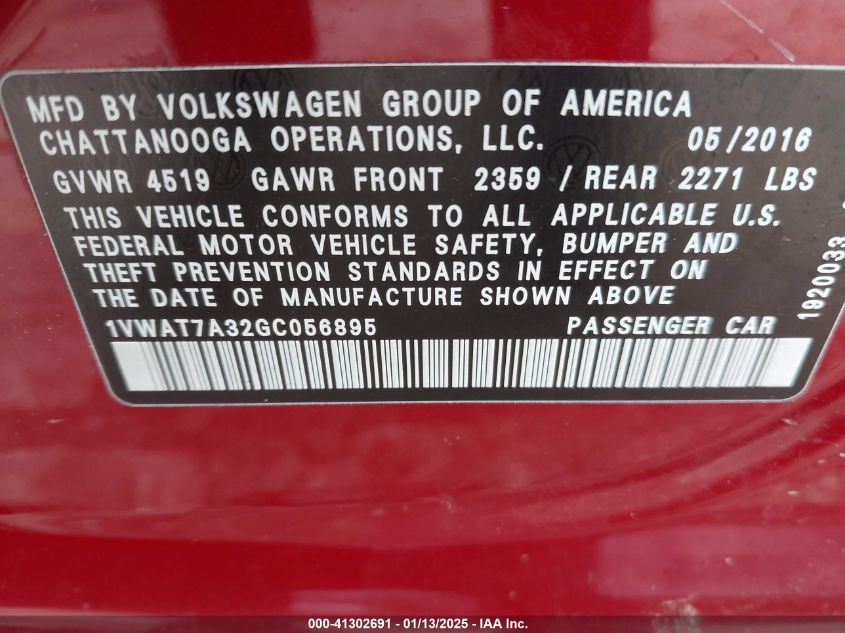 MFD BY VOLKSWAGEN GROUP OF AMERICA
CHATTANOOGA OPERATIONS, LLC. 05/2016
GVWR 4519 GAWR FRONT 2359 / REAR 2271 LBS
THIS VEHICLE CONFORMS TO ALL APPLICABLE U.S.
FEDERAL MOTOR VEHICLE SAFETY, BUMPER AND
THEFT PREVENTION STANDARDS IN EFFECT ON
THE DATE OF MANUFACTURE SHOWN ABOVE
1VWAT7A32GC056895 PASSENGER CAR
1920033
000-41302691 - 01/13/2025 - IAA Inc.